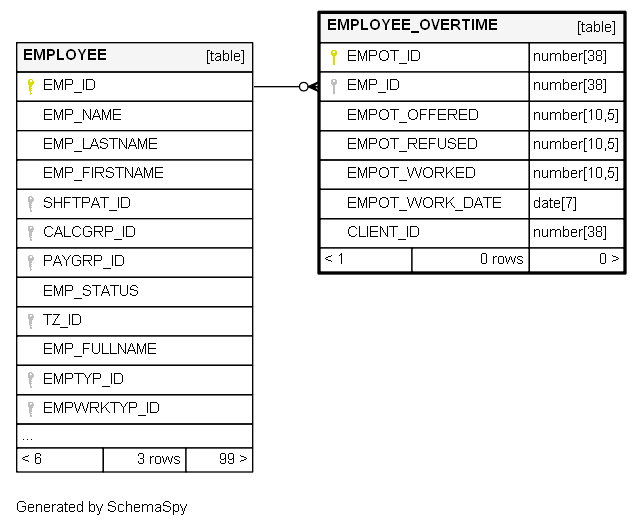 EMPLOYEE [table]
EMP_ID
EMP_NAME
EMP_LASTNAME
EMP_FIRSTNAME
SHFTPAT_ID
CALCGRP_ID
PAYGRP_ID
EMP_STATUS
TZ_ID
EMP_FULLNAME
EMPTYP_ID
EMPWRKTYP_ID
...
< 6 3 rows 99 >
EMPLOYEE_OVERTIME [table]
EMPOT_ID number[38]
EMP_ID number[38]
EMPOT_OFFERED number[10,5]
EMPOT_REFUSED number[10,5]
EMPOT_WORKED number[10,5]
EMPOT_WORK_DATE date[7]
CLIENT_ID number[38]
< 1 0 rows 0 >
Generated by SchemaSpy